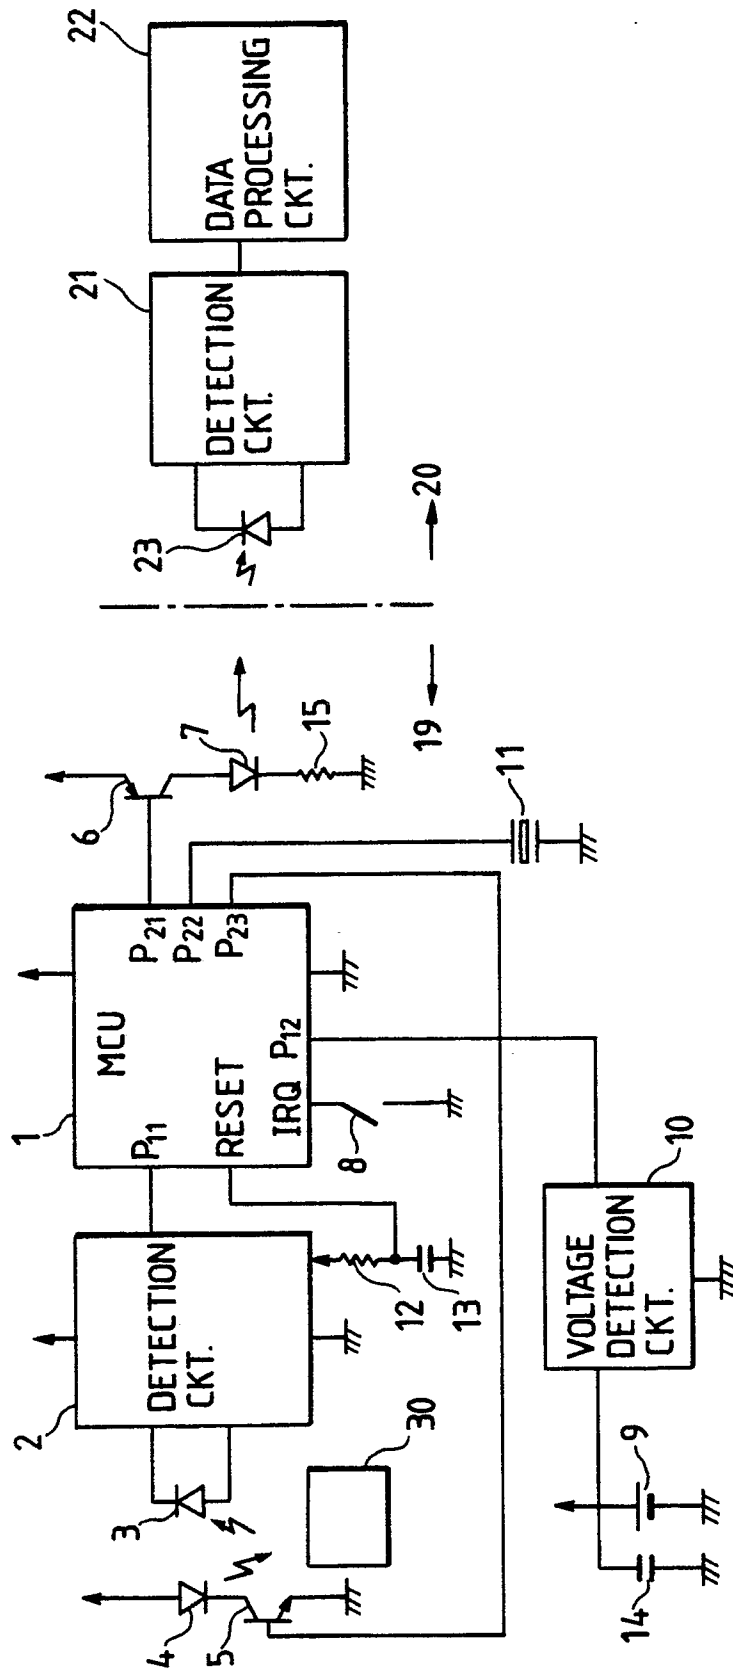 22
DATA
PROCESSING
CKT.
21
DETECTION
CKT.
23
20
19
7
15
6
11
MCU
P21
P22
P23
1
P11
RESET
IRQ
P12
8
2
DETECTION
CKT.
12
13
3
30
4
5
VOLTAGE
DETECTION
CKT.
10
9
14